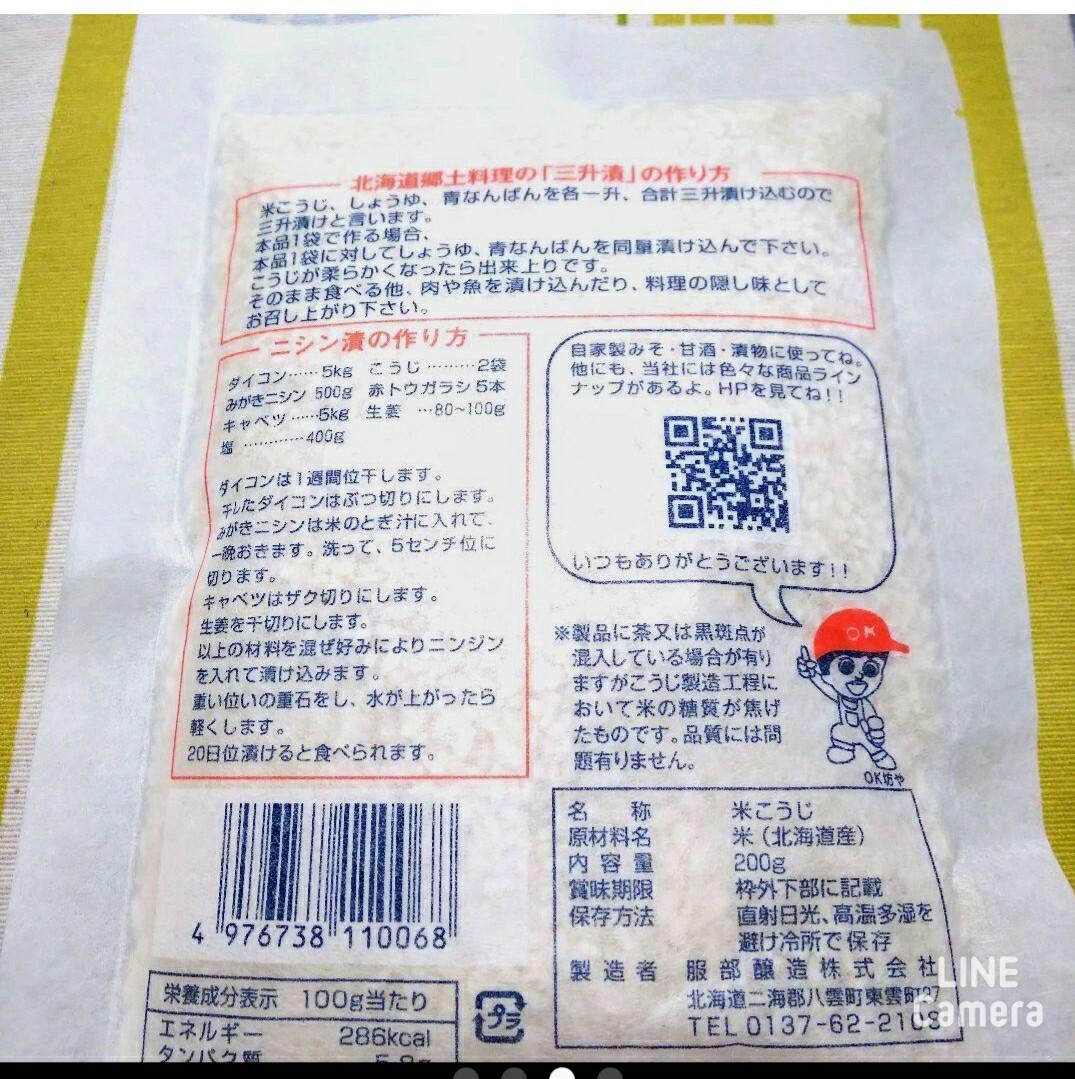 北海道郷土料理の「三升漬」の作り方
米こうじ、しょうゆ、青なんばんを各一升、合計三升漬け込むので
三升漬けと言います。
本品1袋で作る場合、
本品1袋に対してしょうゆ、青なんばんを同量漬け込んで下さい。
こうじが柔らかくなったら出来上りです。
そのまま食べる他、肉や魚を漬け込んだり、料理の隠し味として
お召し上がり下さい。
ニシン漬の作り方
ダイコン……5kg こうじ………2袋
みがきニシン 500g 赤トウガラシ 5本
キャベツ……5kg 生姜 …80~100g
塩 …………400g
ダイコンは1週間位干します。
干したダイコンはぶつ切りにします。
みがきニシンは米のとぎ汁に入れて、
一晩おきます。洗って、5センチ位に
切ります。
キャベツはザク切りにします。
生姜を千切りにします。
以上の材料を混ぜ好みによりニンジン
を入れて漬け込みます。
重い位いの重石をし、水が上がったら
軽くします。
20日位漬けると食べられます。
自家製みそ・甘酒・漬物に使ってね。
他にも、当社には色々な商品ライン
ナップがあるよ。HPを見てね!!
いつもありがとうございます!!
※製品に茶又は黒斑点が
混入している場合が有り
ますがこうじ製造工程に
おいて米の糖質が焦げ
たものです。品質には問
題有りません。
OK
OK坊や
4 976738 110068
名称 米こうじ
原材料名 米(北海道産)
内容量 200g
賞味期限 枠外下部に記載
保存方法 直射日光、高温多湿を
避け冷所で保存
製造者 服部醸造株式会社
北海道二海郡八雲町東雲町27
TEL 0137-62-2108
栄養成分表示 100g当たり
エネルギー 286kcal
タンパク質
プラ
LINE
Camera